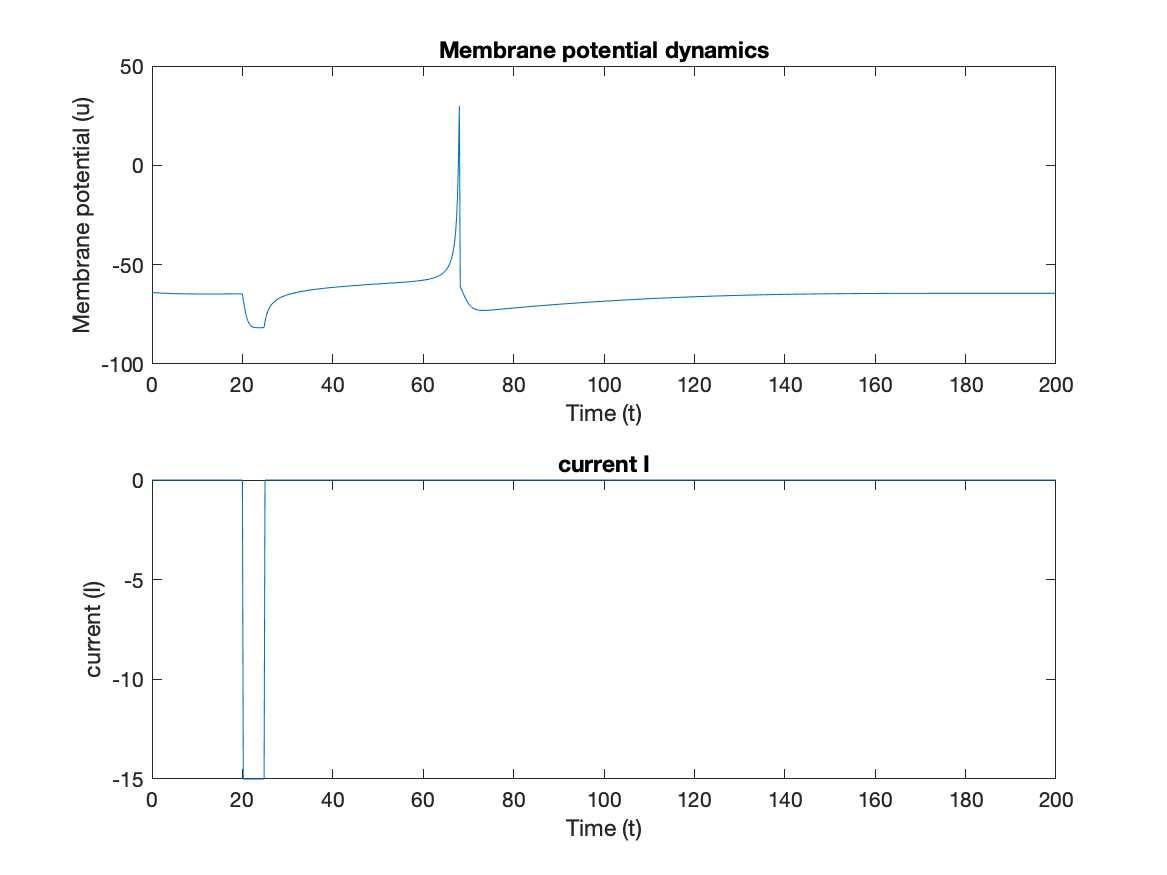 Membrane potential dynamics
Membrane potential (u)
50
0
-50
-100
0 20 40 60 80 100 120 140 160 180 200
Time (t)
current I
current (I)
0
-5
-10
-15
0 20 40 60 80 100 120 140 160 180 200
Time (t)